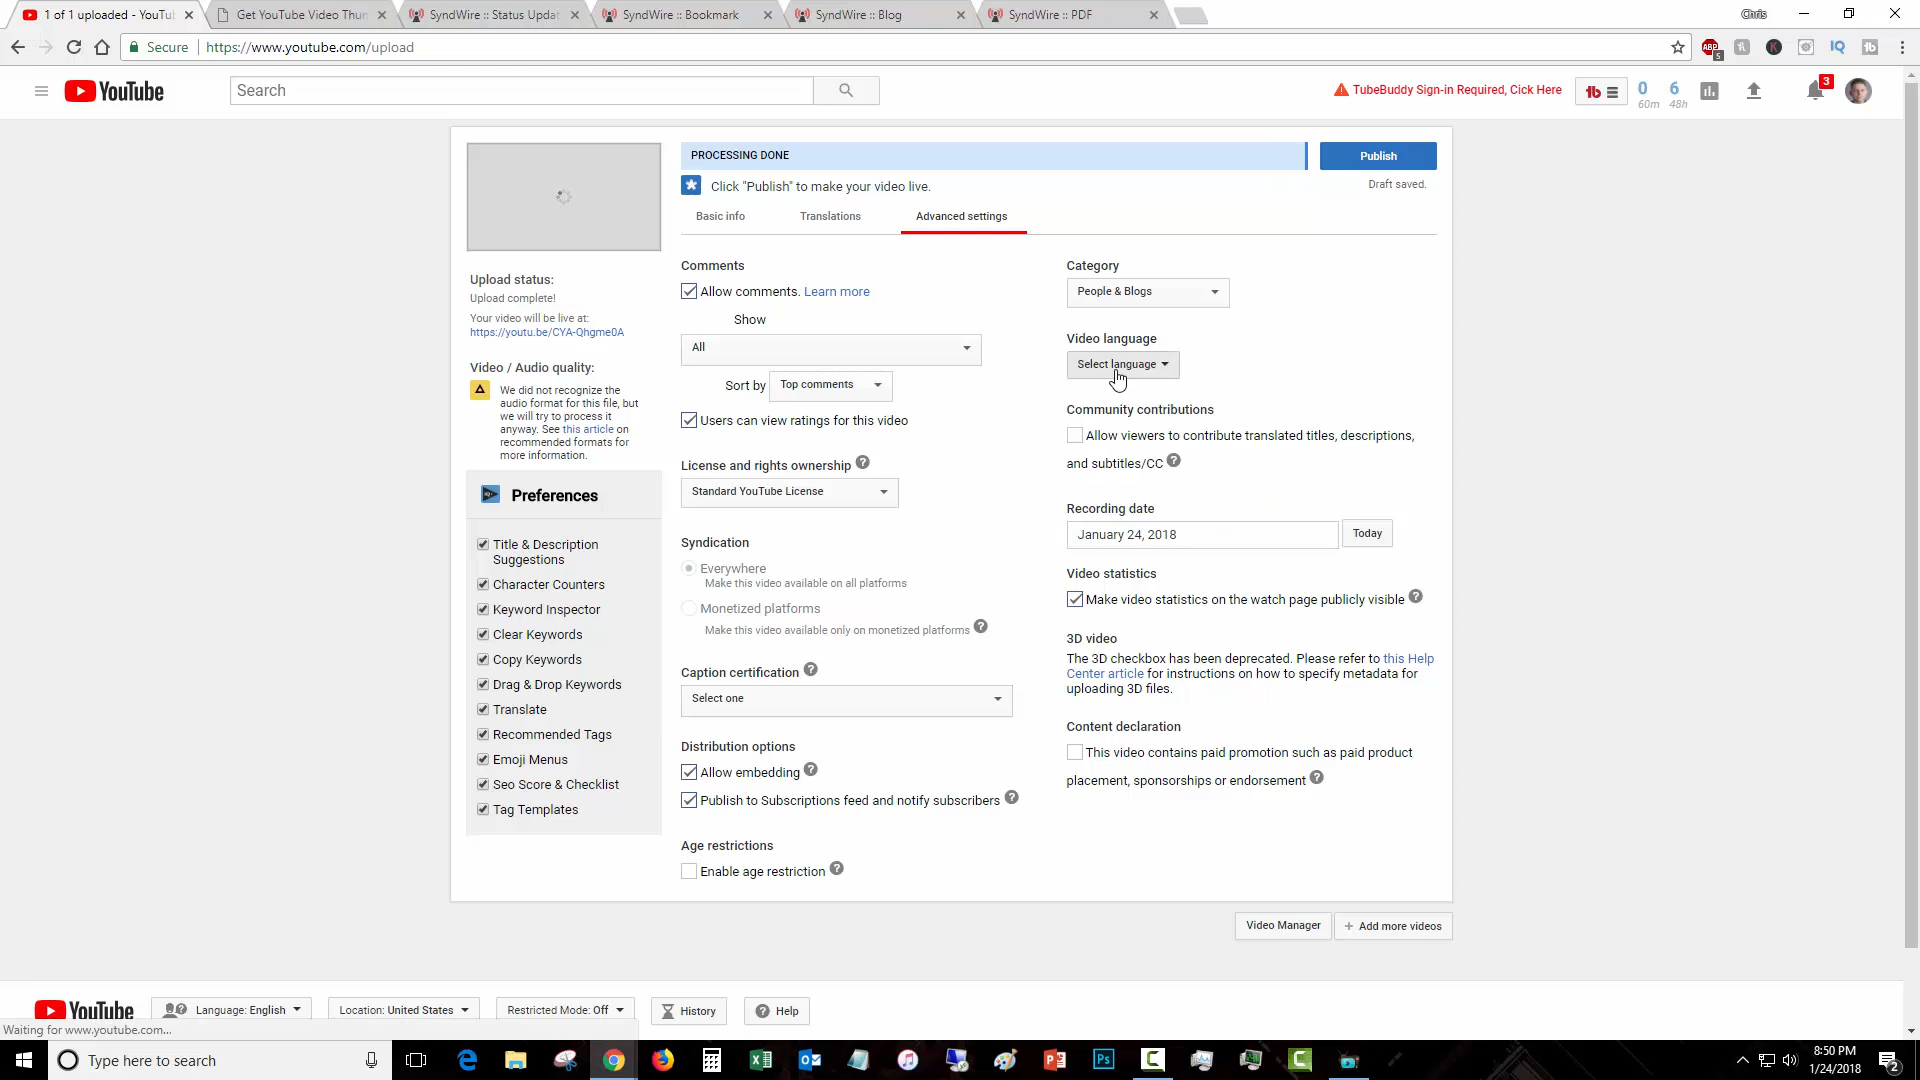 1 of 1 uploaded - YouTu
Get YouTube Video Thun
SyndWire :: Status Updat
SyndWire :: Bookmark
SyndWire :: Blog
SyndWire :: PDF
Chris
Secure
https://www.youtube.com/upload
ABP
5
YouTube
Search
TubeBuddy Sign-in Required, Cick Here
tb
0
60m
6
48h
3
PROCESSING DONE
Publish
Click "Publish" to make your video live.
Draft saved.
Basic info
Translations
Advanced settings
Upload status:
Upload complete!
Your video will be live at:
https://youtu.be/CYA-Qhgme0A
Video / Audio quality:
We did not recognize the
audio format for this file, but
we will try to process it
anyway. See this article on
recommended formats for
more information.
Preferences
Title & Description
Suggestions
Character Counters
Keyword Inspector
Clear Keywords
Copy Keywords
Drag & Drop Keywords
Translate
Recommended Tags
Emoji Menus
Seo Score & Checklist
Tag Templates
Comments
Allow comments. Learn more
Show
All
Sort by
Top comments
Users can view ratings for this video
License and rights ownership
Standard YouTube License
Syndication
Everywhere
Make this video available on all platforms
Monetized platforms
Make this video available only on monetized platforms
Caption certification
Select one
Distribution options
Allow embedding
Publish to Subscriptions feed and notify subscribers
Age restrictions
Enable age restriction
Category
People & Blogs
Video language
Select language
Community contributions
Allow viewers to contribute translated titles, descriptions,
and subtitles/CC
Recording date
January 24, 2018
Today
Video statistics
Make video statistics on the watch page publicly visible
3D video
The 3D checkbox has been deprecated. Please refer to this Help
Center article for instructions on how to specify metadata for
uploading 3D files.
Content declaration
This video contains paid promotion such as paid product
placement, sponsorships or endorsement
Video Manager
+ Add more videos
YouTube
Language: English
Location: United States
Restricted Mode: Off
History
Help
Waiting for www.youtube.com...
Type here to search
8:50 PM
1/24/2018
2